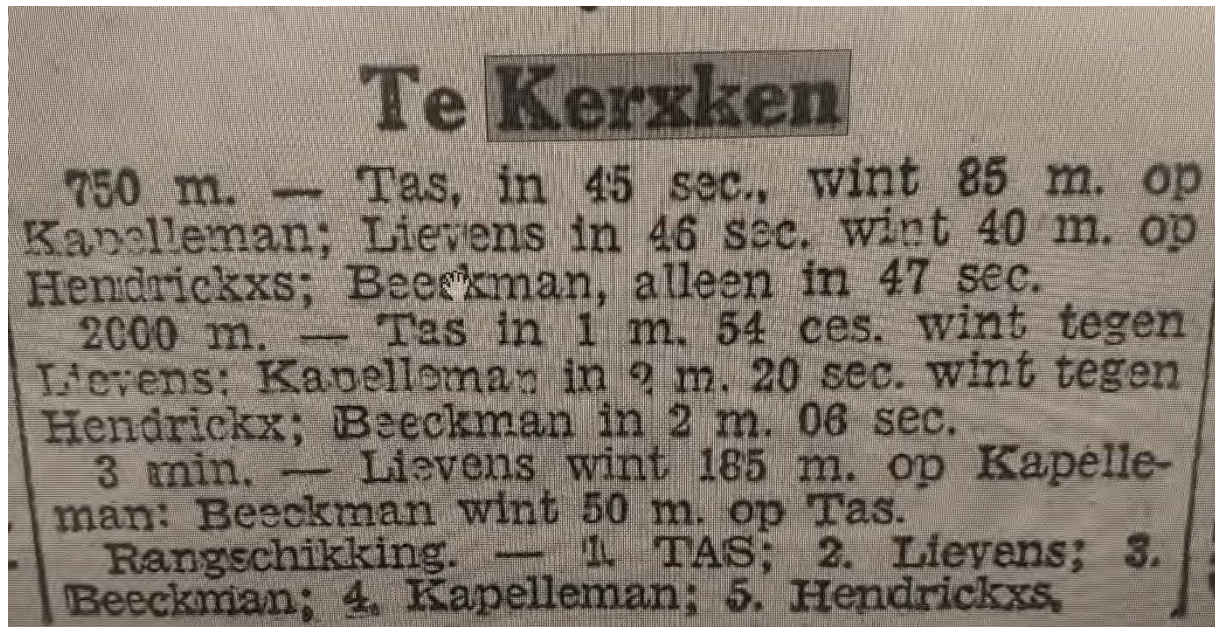 Te Kerxken
750 m. — Tas, in 45 sec., wint 85 m. op
Kapelleman; Lievens in 46 sec. wint 40 m. op
Hendrickxs; Beeckman, alleen in 47 sec.
2000 m. — Tas in 1 m. 54 ces. wint tegen
Lievens; Kapelleman in 2 m. 20 sec. wint tegen
Hendrickx; Beeckman in 2 m. 06 sec.
3 min. — Lievens wint 185 m. op Kapelle-
man: Beeckman wint 50 m. op Tas.
Rangschikking. — 1. TAS; 2. Lievens; 3.
Beeckman; 4. Kapelleman; 5. Hendrickxs.